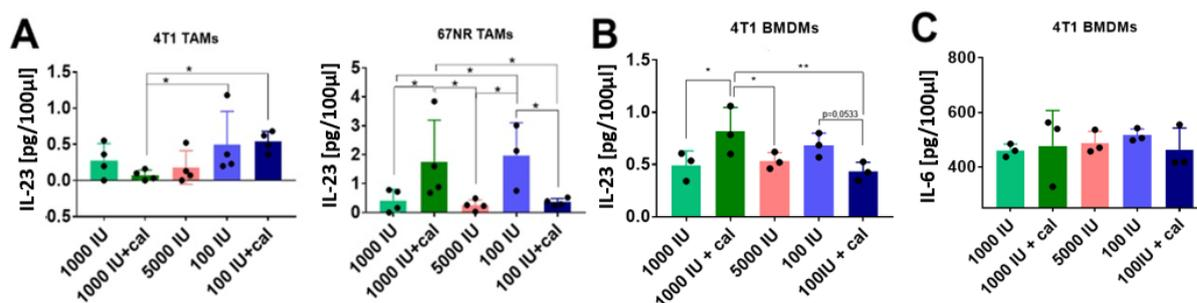 A
4T1 TAMs
IL-23 [pg/100µl]
1.5
1.0
0.5
0.0
-0.5
*
*
1000 IU
1000 IU+cal
5000 IU
100 IU
100 IU+cal
67NR TAMs
IL-23 [pg/100µl]
5
4
3
2
1
0
*
*
*
*
*
*
1000 IU
1000 IU+cal
5000 IU
100 IU
100 IU+cal
B
4T1 BMDMs
IL-23 [pg/100µl]
1.5
1.0
0.5
0.0
*
*
**
p=0.0533
1000 IU
1000 IU + cal
5000 IU
100 IU
100IU + cal
C
4T1 BMDMs
IL-6 [pg/100µl]
800
600
400
1000 IU
1000 IU + cal
5000 IU
100 IU
100IU + cal